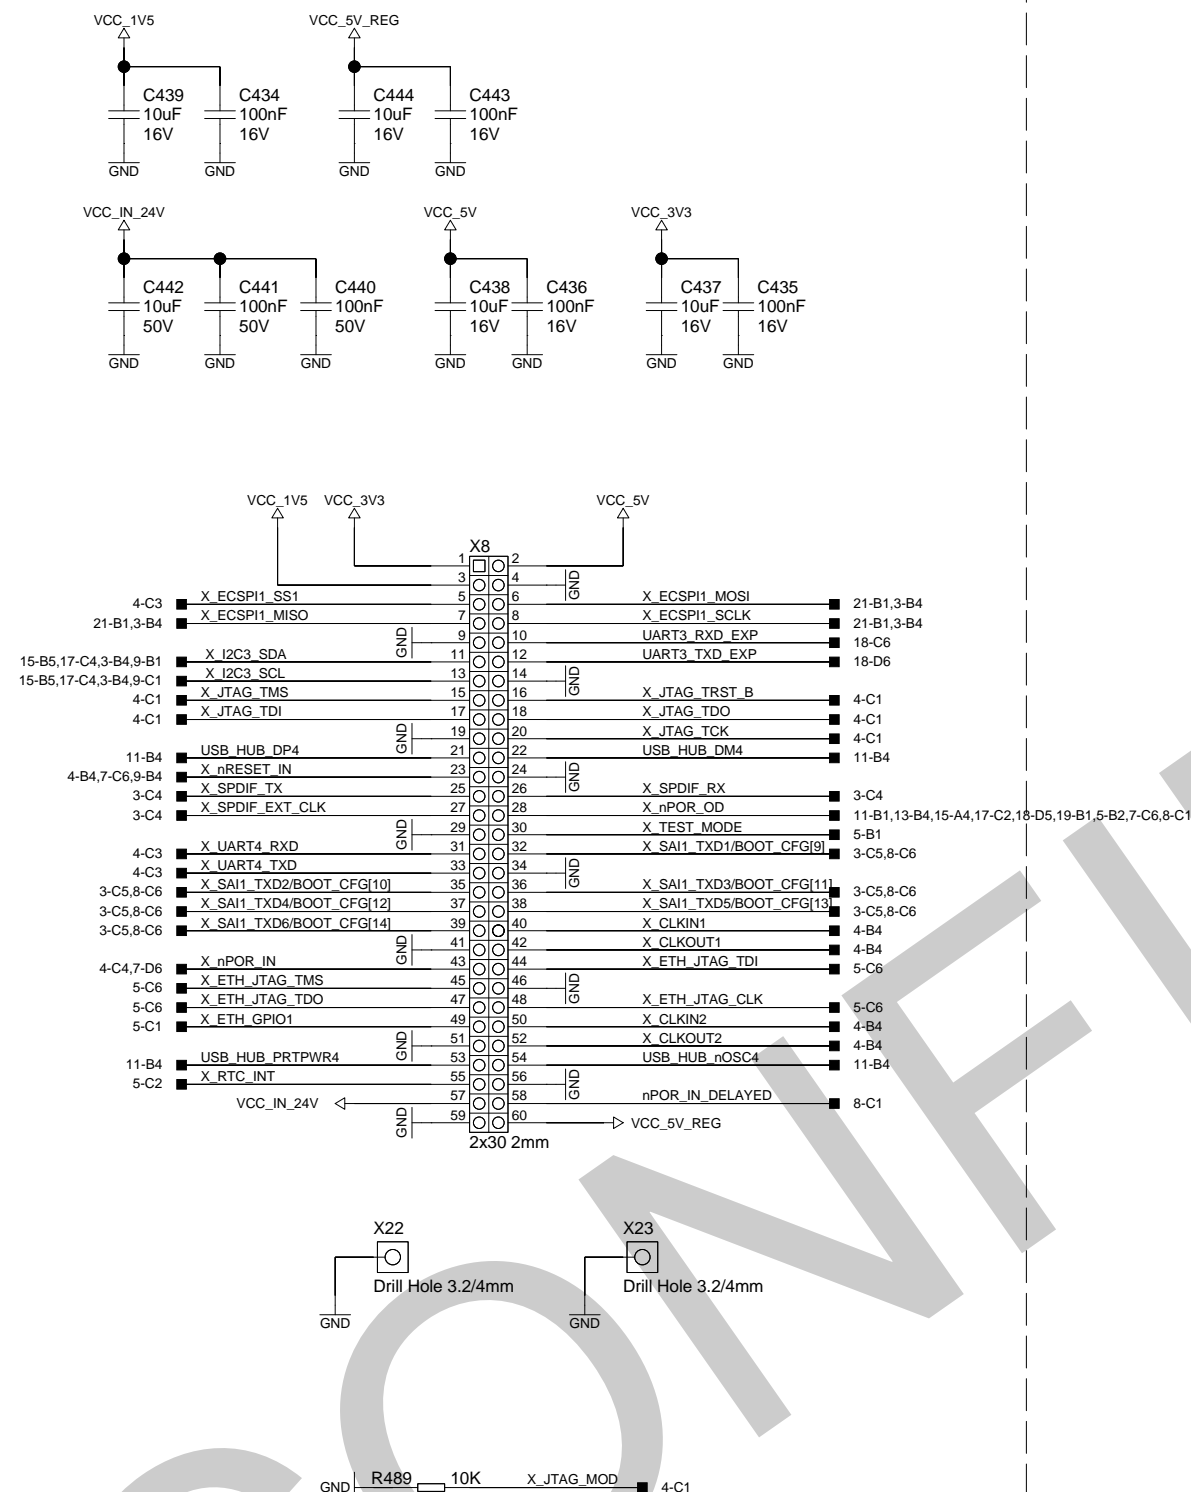 VCC_1V5 VCC_5V_REG
C439 C434 C444 C443
10uF 100nF 10uF 100nF
16V 16V 16V 16V
GND GND GND GND
VCC_IN_24V VCC_5V VCC_3V3
C442 C441 C440 C438 C436 C437 C435
10uF 100nF 100nF 10uF 100nF 10uF 100nF
50V 50V 50V 16V 16V 16V 16V
GND GND GND GND GND GND GND
VCC_1V5 VCC_3V3 VCC_5V
X8
1 2
3 4 GND
4-C3 X_ECSPI1_SS1 5 6 X_ECSPI1_MOSI 21-B1,3-B4
21-B1,3-B4 X_ECSPI1_MISO 7 8 X_ECSPI1_SCLK 21-B1,3-B4
GND 9 10 UART3_RXD_EXP 18-C6
15-B5,17-C4,3-B4,9-B1 X_I2C3_SDA 11 12 UART3_TXD_EXP 18-D6
15-B5,17-C4,3-B4,9-C1 X_I2C3_SCL 13 14 GND
4-C1 X_JTAG_TMS 15 16 X_JTAG_TRST_B 4-C1
4-C1 X_JTAG_TDI 17 18 X_JTAG_TDO 4-C1
GND 19 20 X_JTAG_TCK 4-C1
11-B4 USB_HUB_DP4 21 22 USB_HUB_DM4 11-B4
4-B4,7-C6,9-B4 X_nRESET_IN 23 24 GND
3-C4 X_SPDIF_TX 25 26 X_SPDIF_RX 3-C4
3-C4 X_SPDIF_EXT_CLK 27 28 X_nPOR_OD 11-B1,13-B4,15-A4,17-C2,18-D5,19-B1,5-B2,7-C6,8-C1
GND 29 30 X_TEST_MODE 5-B1
4-C3 X_UART4_RXD 31 32 X_SAI1_TXD1/BOOT_CFG[9] 3-C5,8-C6
4-C3 X_UART4_TXD 33 34 GND
3-C5,8-C6 X_SAI1_TXD2/BOOT_CFG[10] 35 36 X_SAI1_TXD3/BOOT_CFG[11] 3-C5,8-C6
3-C5,8-C6 X_SAI1_TXD4/BOOT_CFG[12] 37 38 X_SAI1_TXD5/BOOT_CFG[13] 3-C5,8-C6
3-C5,8-C6 X_SAI1_TXD6/BOOT_CFG[14] 39 40 X_CLKIN1 4-B4
GND 41 42 X_CLKOUT1 4-B4
4-C4,7-D6 X_nPOR_IN 43 44 X_ETH_JTAG_TDI 5-C6
5-C6 X_ETH_JTAG_TMS 45 46 GND
5-C6 X_ETH_JTAG_TDO 47 48 X_ETH_JTAG_CLK 5-C6
5-C1 X_ETH_GPIO1 49 50 X_CLKIN2 4-B4
GND 51 52 X_CLKOUT2 4-B4
11-B4 USB_HUB_PRTPWR4 53 54 USB_HUB_nOSC4 11-B4
5-C2 X_RTC_INT 55 56 GND
VCC_IN_24V 57 58 nPOR_IN_DELAYED 8-C1
GND 59 60 VCC_5V_REG
2x30 2mm
X22 X23
Drill Hole 3.2/4mm Drill Hole 3.2/4mm
GND GND
GND R489 10K X_JTAG_MOD 4-C1